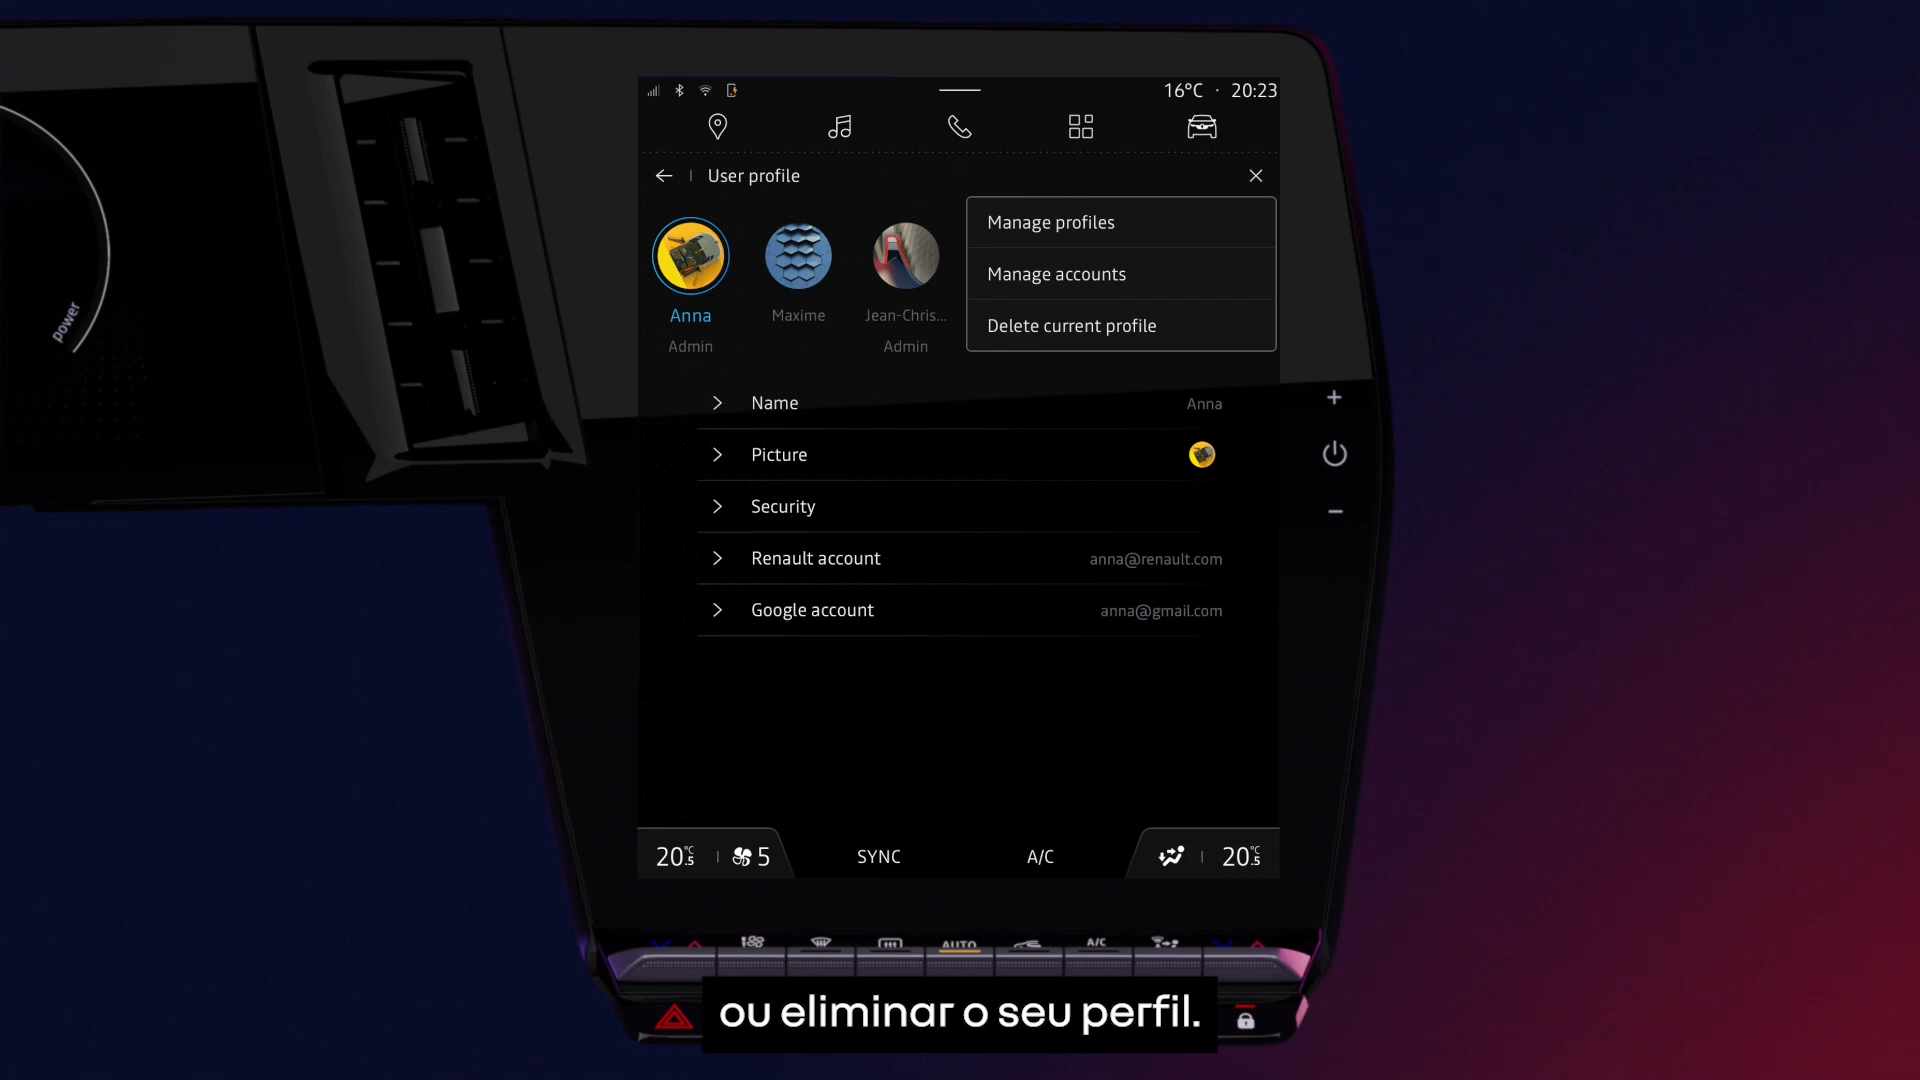 16°C · 20:23
User profile
Manage profiles
Manage accounts
Delete current profile
Anna
Maxime
Jean-Chris...
Admin
Admin
power
Name
Anna
Picture
Security
Renault account
anna@renault.com
Google account
anna@gmail.com
20.5°C
5
SYNC
A/C
20.5°C
AUTO
A/C
ou eliminar o seu perfil.